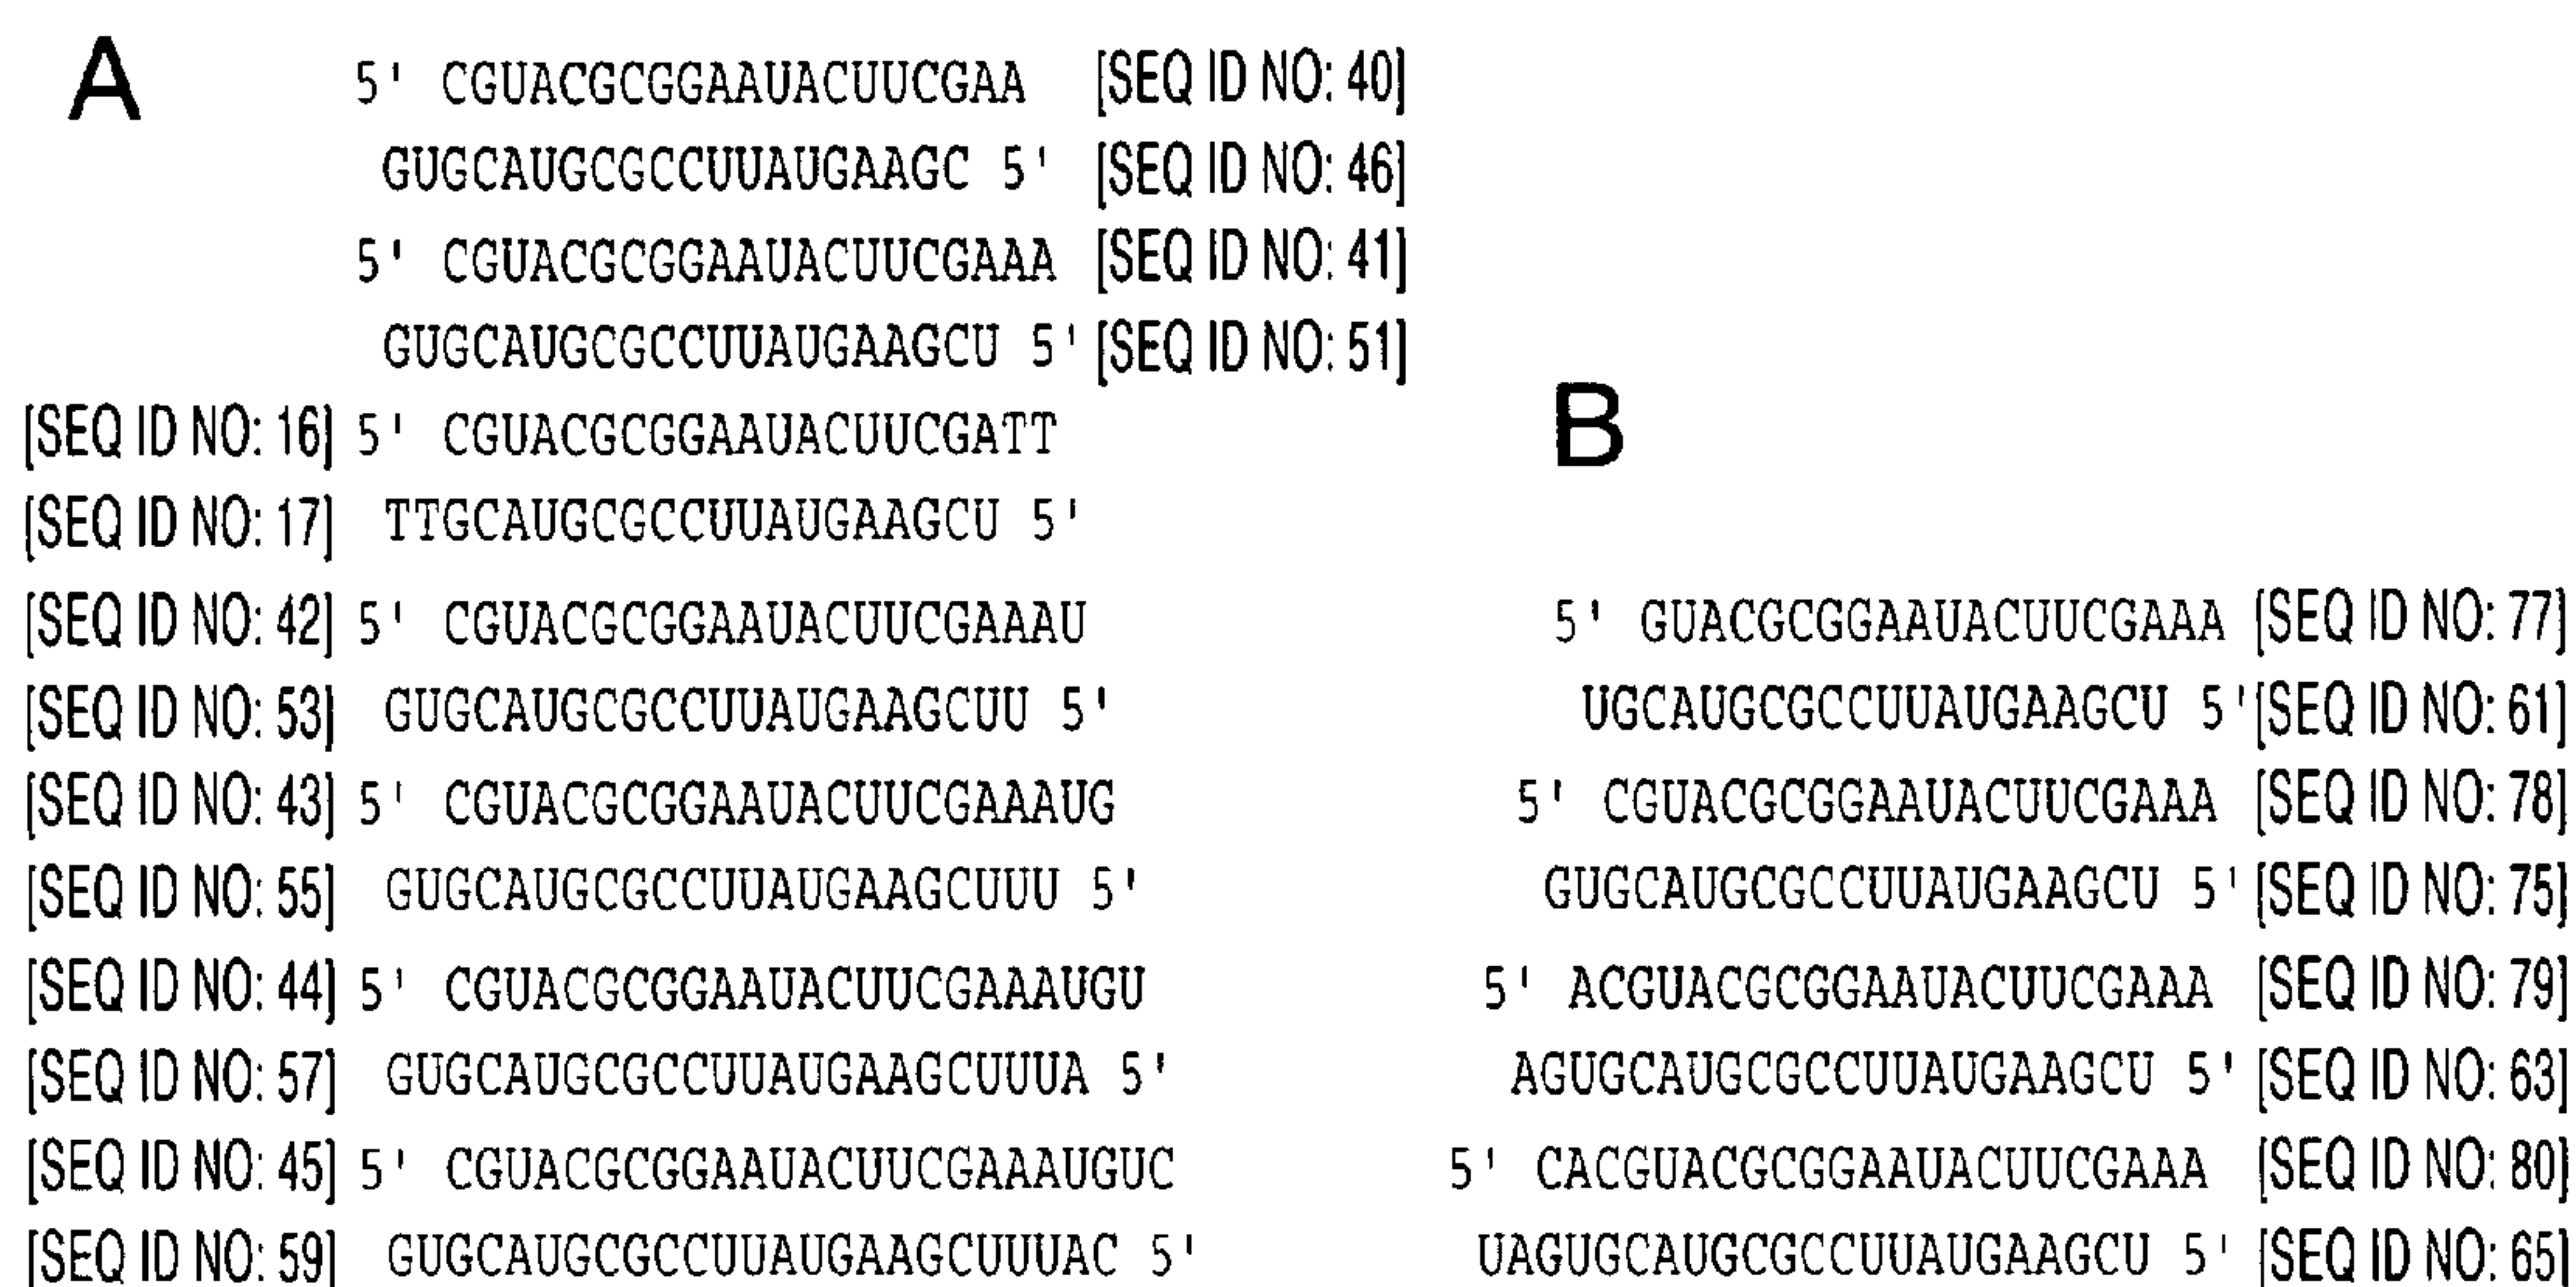 A
5' CGUACGCGGAAUACUUCGAA [SEQ ID NO: 40]
GUGCAUGCGCCUUAUGAAGC 5' [SEQ ID NO: 46]
5' CGUACGCGGAAUACUUCGAAA [SEQ ID NO: 41]
GUGCAUGCGCCUUAUGAAGCU 5' [SEQ ID NO: 51]
[SEQ ID NO: 16] 5' CGUACGCGGAAUACUUCGATT
[SEQ ID NO: 17] TTGCAUGCGCCUUAUGAAGCU 5'
[SEQ ID NO: 42] 5' CGUACGCGGAAUACUUCGAAAU
[SEQ ID NO: 53] GUGCAUGCGCCUUAUGAAGCUU 5'
[SEQ ID NO: 43] 5' CGUACGCGGAAUACUUCGAAAUG
[SEQ ID NO: 55] GUGCAUGCGCCUUAUGAAGCUUU 5'
[SEQ ID NO: 44] 5' CGUACGCGGAAUACUUCGAAAUGU
[SEQ ID NO: 57] GUGCAUGCGCCUUAUGAAGCUUUA 5'
[SEQ ID NO: 45] 5' CGUACGCGGAAUACUUCGAAAUGUC
[SEQ ID NO: 59] GUGCAUGCGCCUUAUGAAGCUUUAC 5'
B
5' GUACGCGGAAUACUUCGAAA [SEQ ID NO: 77]
UGCAUGCGCCUUAUGAAGCU 5' [SEQ ID NO: 61]
5' CGUACGCGGAAUACUUCGAAA [SEQ ID NO: 78]
GUGCAUGCGCCUUAUGAAGCU 5' [SEQ ID NO: 75]
5' ACGUACGCGGAAUACUUCGAAA [SEQ ID NO: 79]
AGUGCAUGCGCCUUAUGAAGCU 5' [SEQ ID NO: 63]
5' CACGUACGCGGAAUACUUCGAAA [SEQ ID NO: 80]
UAGUGCAUGCGCCUUAUGAAGCU 5' [SEQ ID NO: 65]